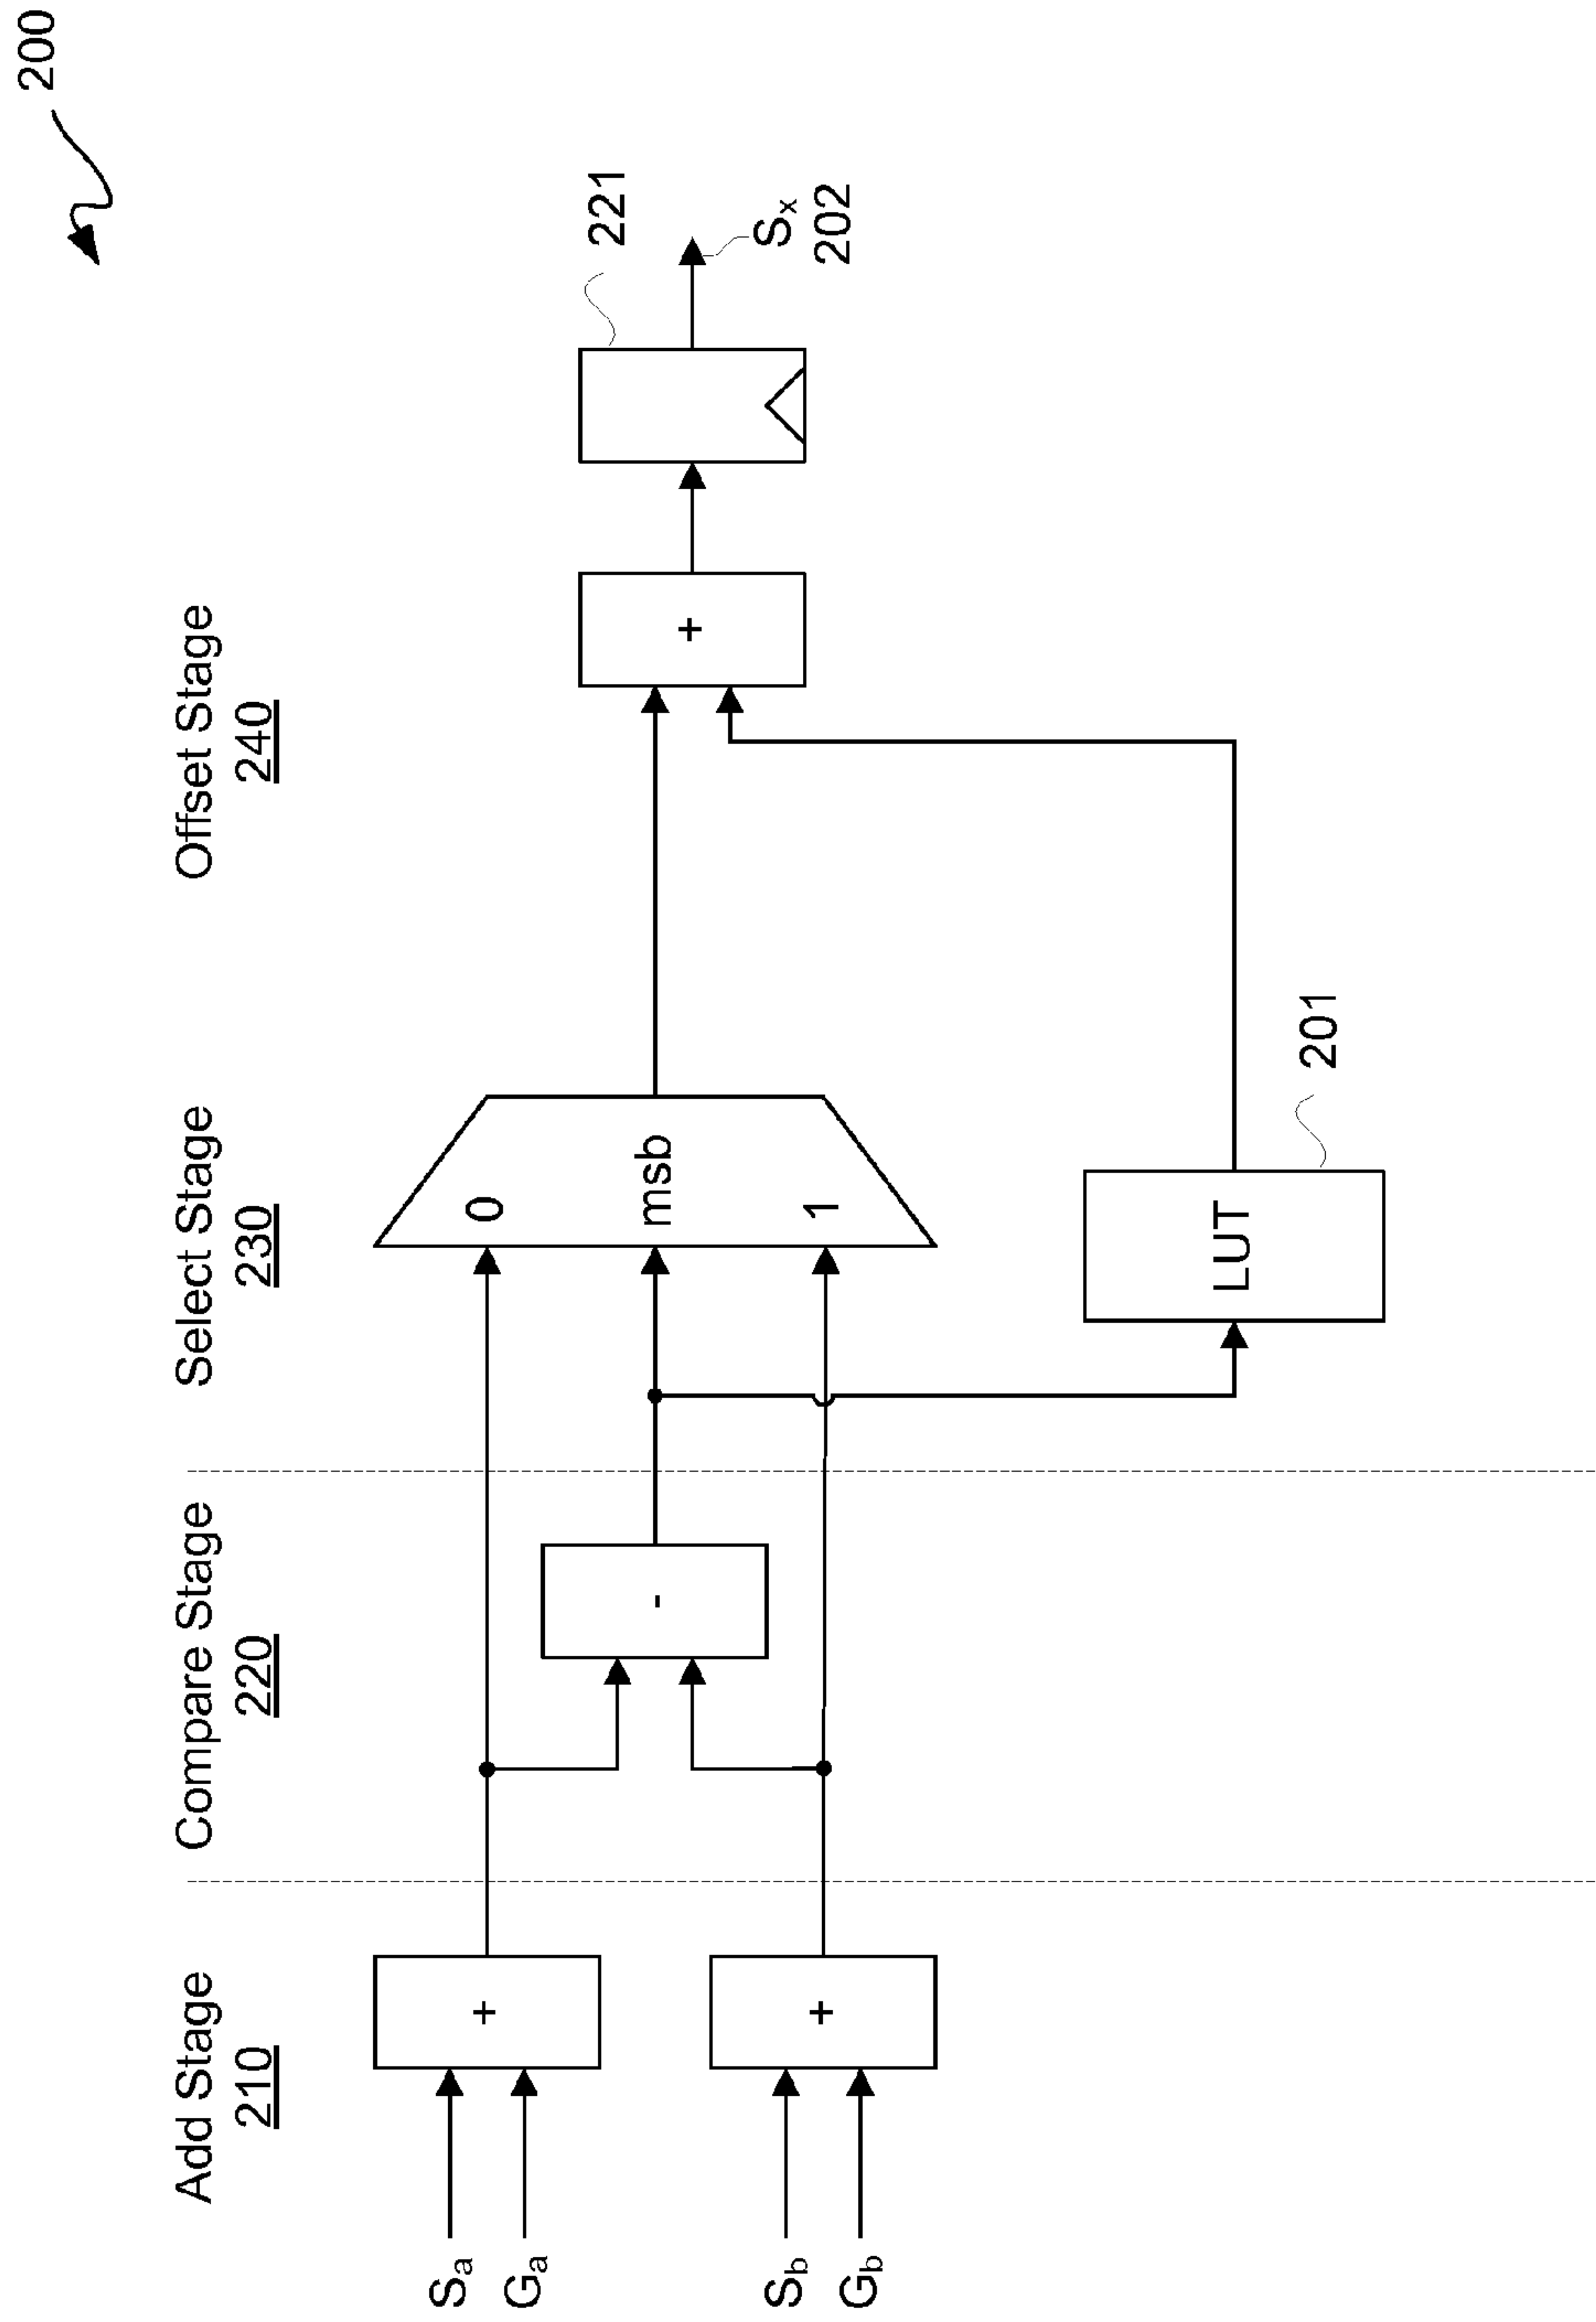 200
Add Stage
210
Compare Stage
220
Select Stage
230
Offset Stage
240
Sa
Ga
+
Sb
Gb
+
-
0
msb
1
LUT
201
+
221
Sx
202